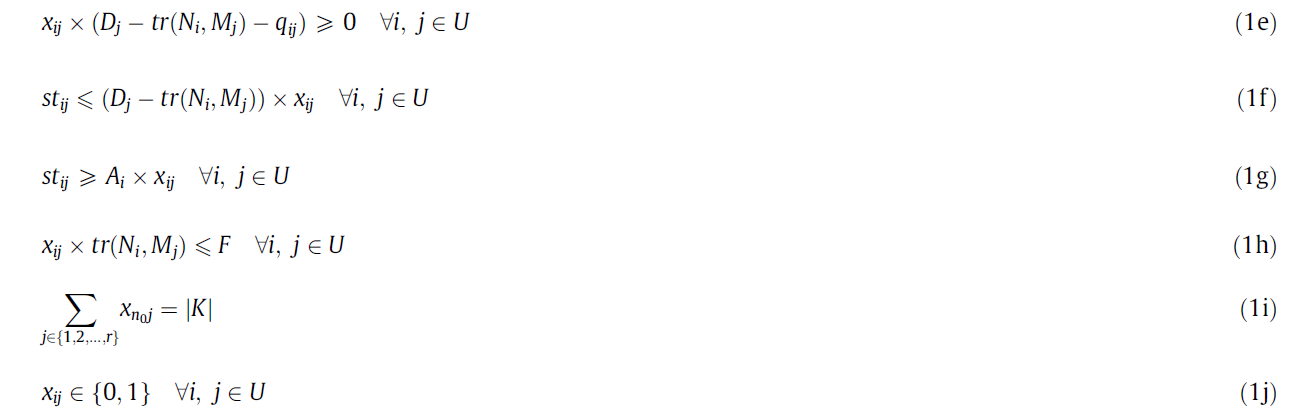 x_{ij} × (D_j − tr(N_i, M_j) − q_{ij}) ⩾ 0 ∀i, j ∈ U (1e)
st_{ij} ⩽ (D_j − tr(N_i, M_j)) × x_{ij} ∀i, j ∈ U (1f)
st_{ij} ⩾ A_i × x_{ij} ∀i, j ∈ U (1g)
x_{ij} × tr(N_i, M_j) ⩽ F ∀i, j ∈ U (1h)
∑_{j∈{1,2,...,r}} x_{n_0j} = |K| (1i)
x_{ij} ∈ {0, 1} ∀i, j ∈ U (1j)